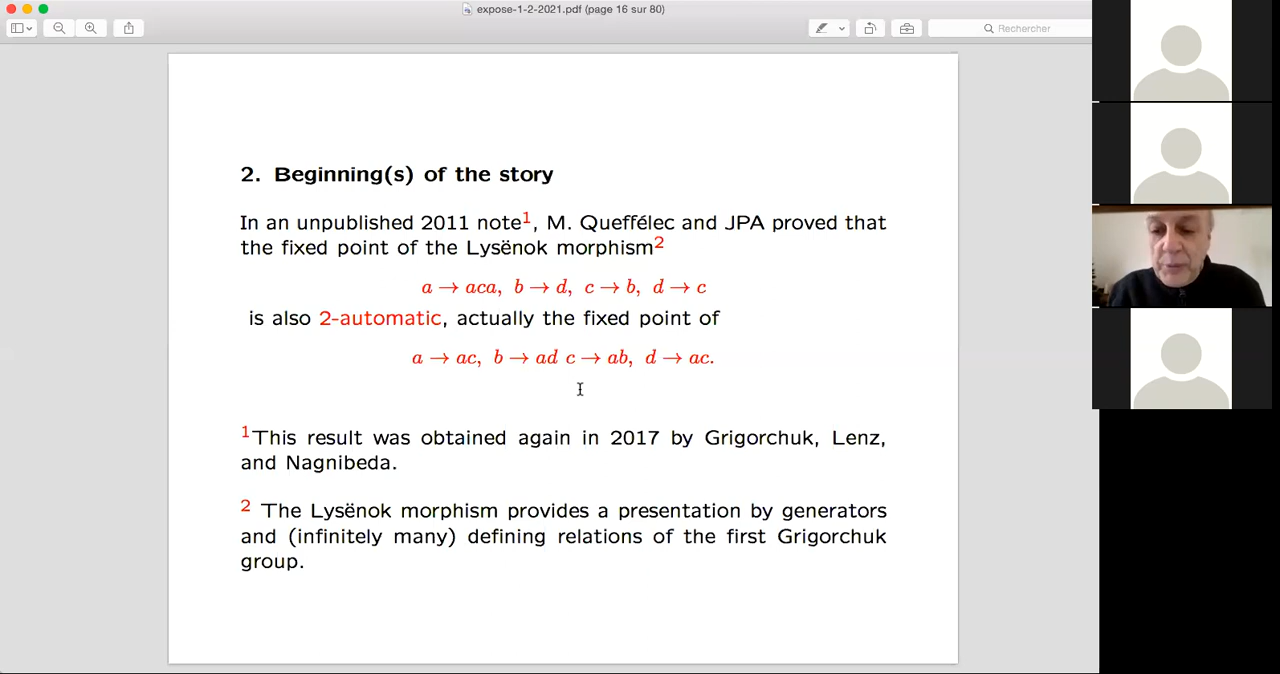 expose-1-2-2021.pdf (page 16 sur 80)
Rechercher
2. Beginning(s) of the story
In an unpublished 2011 note1, M. Queffélec and JPA proved that
the fixed point of the Lysënok morphism2
a → aca, b → d, c → b, d → c
is also 2-automatic, actually the fixed point of
a → ac, b → ad c → ab, d → ac.
1This result was obtained again in 2017 by Grigorchuk, Lenz,
and Nagnibeda.
2 The Lysënok morphism provides a presentation by generators
and (infinitely many) defining relations of the first Grigorchuk
group.